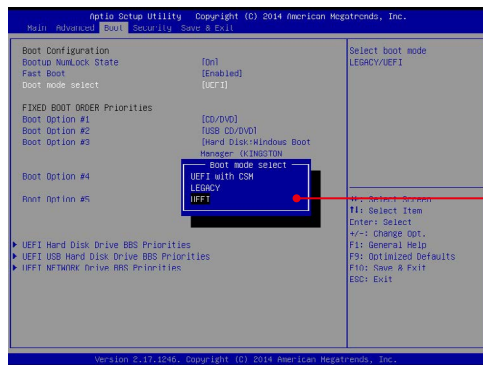 Aptio Setup Utility Copyright (C) 2014 American Megatrends, Inc.
Main Advanced Boot Security Save & Exit
Boot Configuration
Bootup NumLock State [On]
Fast Boot [Enabled]
Boot mode select [UEFI]
FIXED BOOT ORDER Priorities
Boot Option #1 [CD/DVD]
Boot Option #2 [USB CD/DVD]
Boot Option #3 [Hard Disk:Windows Boot
Manager (KINGSTON
Boot mode select
Boot Option #4
UEFI with CSM
LEGACY
UEFI
Boot Option #5
UEFI Hard Disk Drive BBS Priorities
UEFI USB Hard Disk Drive BBS Priorities
UEFI NETWORK Drive BBS Priorities
Select boot mode
LEGACY/UEFI
Select Screen
↑↓: Select Item
Enter: Select
+/-: Change Opt.
F1: General Help
F9: Optimized Defaults
F10: Save & Exit
ESC: Exit
Version 2.17.1246. Copyright (C) 2014 American Megatrends, Inc.